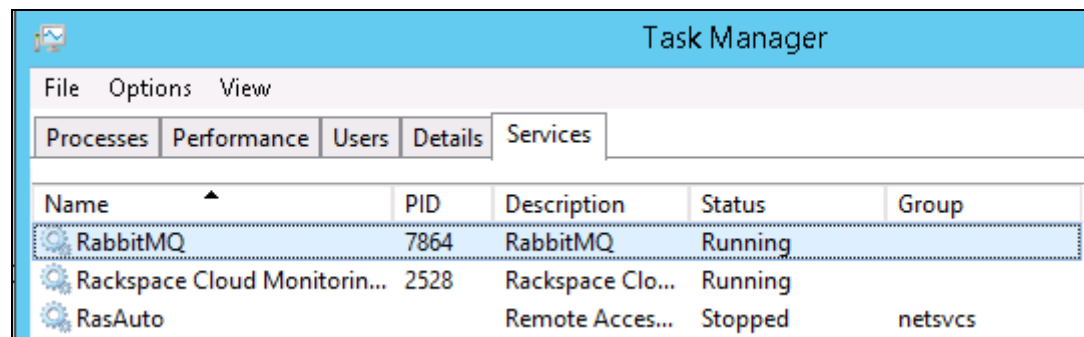 Task Manager
File Options View
Processes Performance Users Details Services
Name PID Description Status Group
RabbitMQ 7864 RabbitMQ Running
Rackspace Cloud Monitorin... 2528 Rackspace Clo... Running
RasAuto Remote Acces... Stopped netsvcs